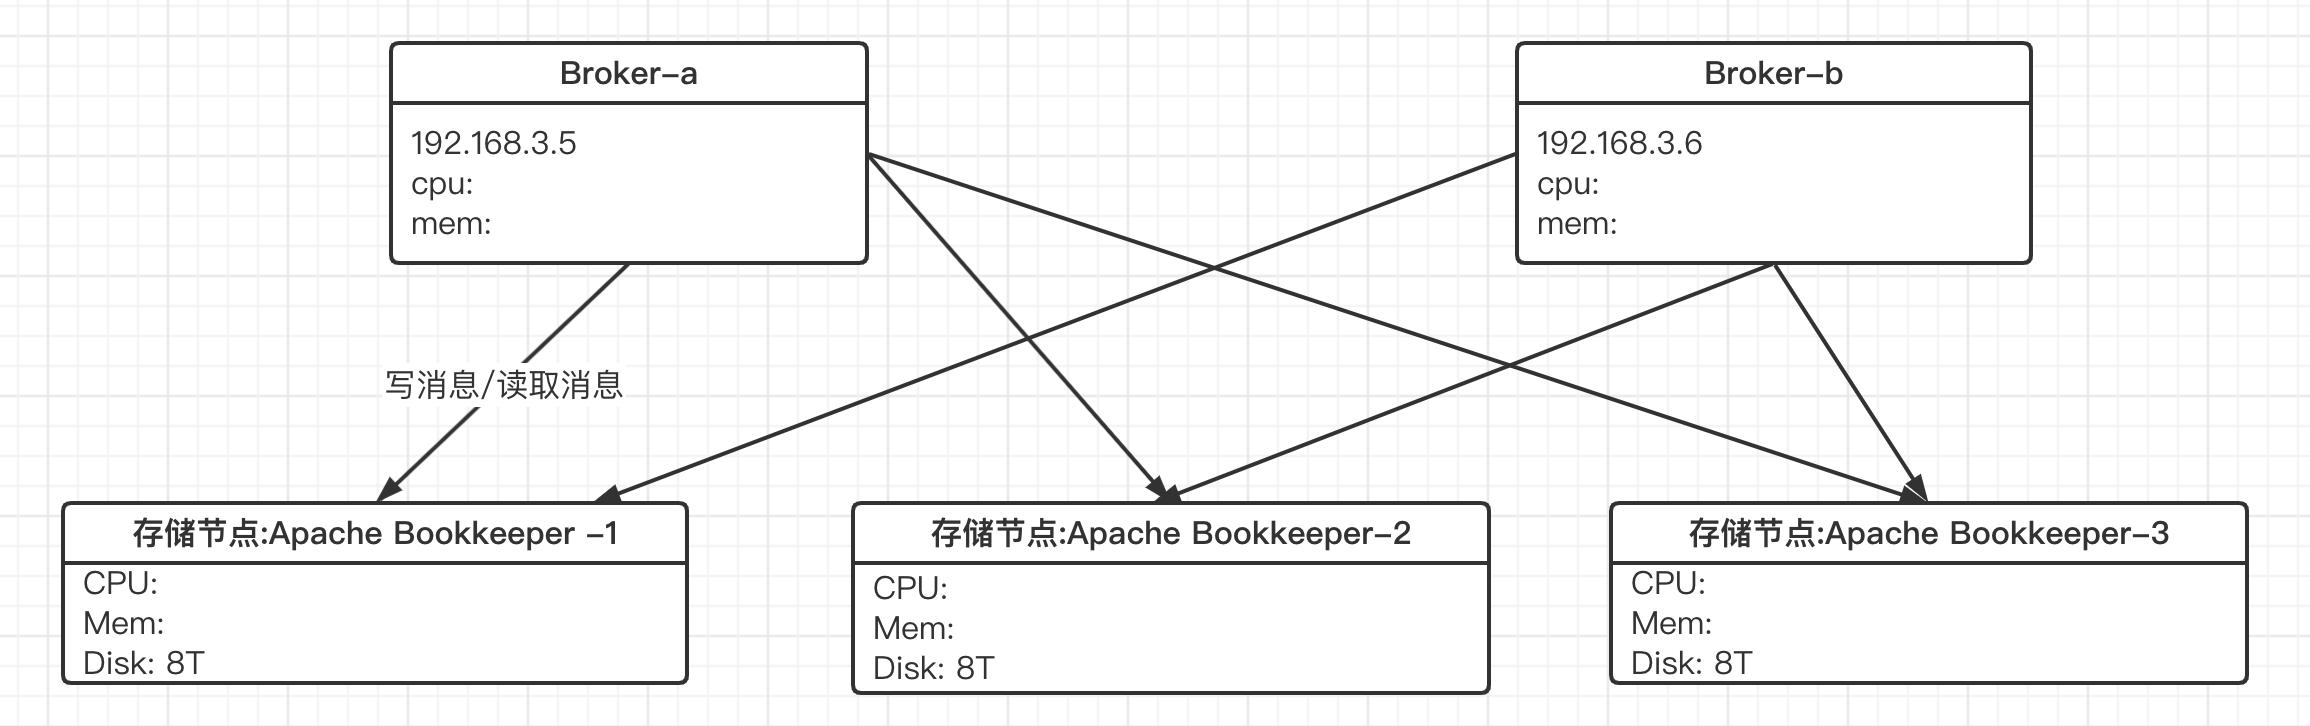 Broker-a
192.168.3.5
cpu:
mem:
Broker-b
192.168.3.6
cpu:
mem:
写消息/读取消息
存储节点:Apache Bookkeeper -1
CPU:
Mem:
Disk: 8T
存储节点:Apache Bookkeeper-2
CPU:
Mem:
Disk: 8T
存储节点:Apache Bookkeeper-3
CPU:
Mem:
Disk: 8T